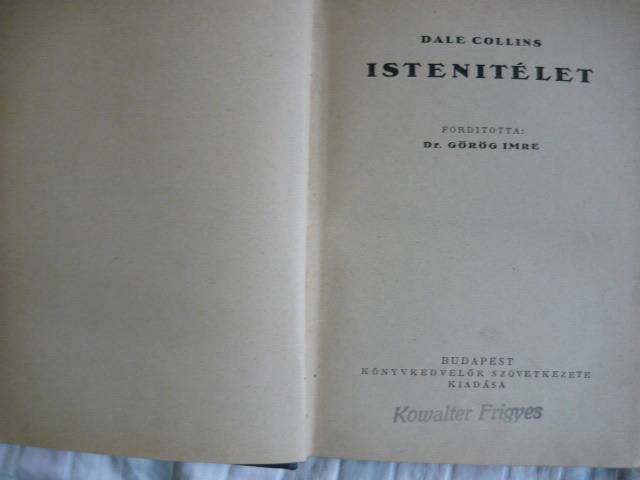 DALE COLLINS
ISTENITÉLET
FORDITOTTA:
Dr. GÖRÖG IMRE
BUDAPEST
KÖNYVKEDVELŐK SZÖVETKEZETE
KIADÁSA
Kowalter Frigyes